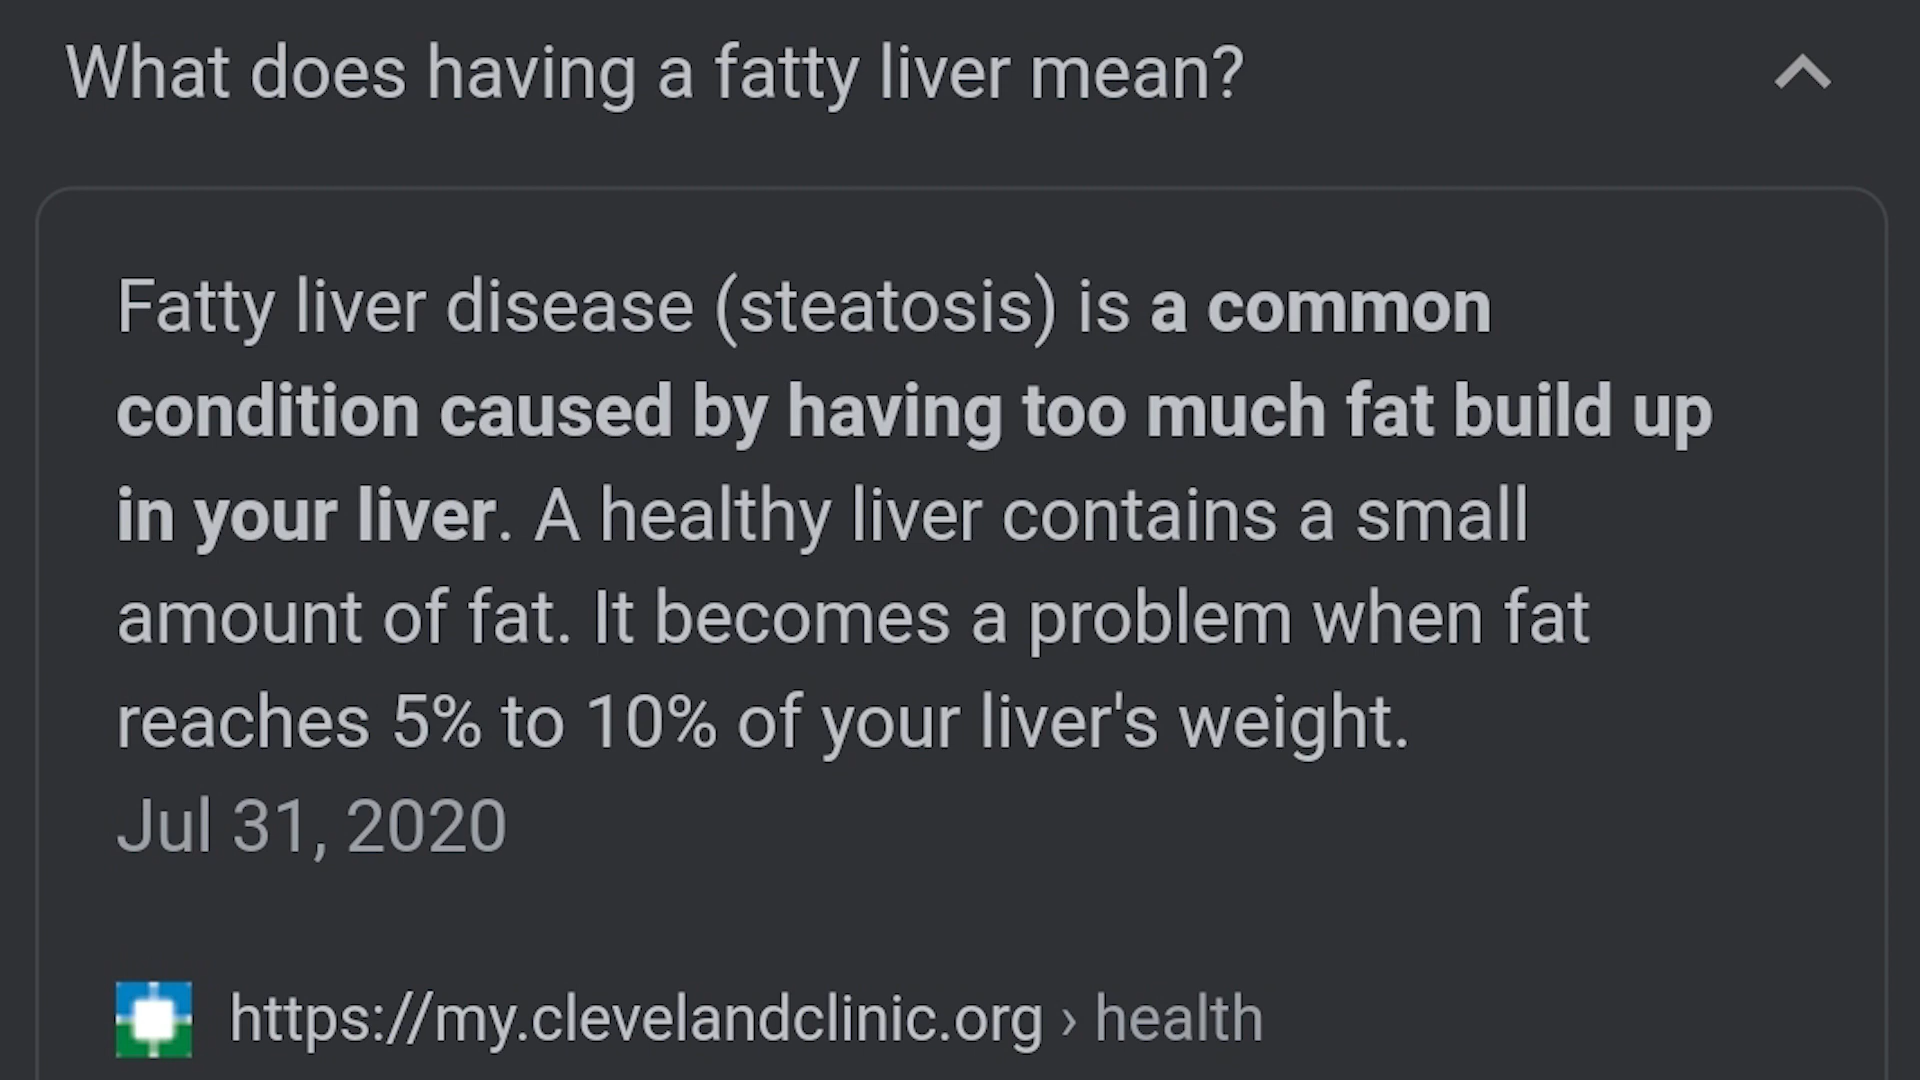 What does having a fatty liver mean?
Fatty liver disease (steatosis) is a common
condition caused by having too much fat build up
in your liver. A healthy liver contains a small
amount of fat. It becomes a problem when fat
reaches 5% to 10% of your liver's weight.
Jul 31, 2020
https://my.clevelandclinic.org › health